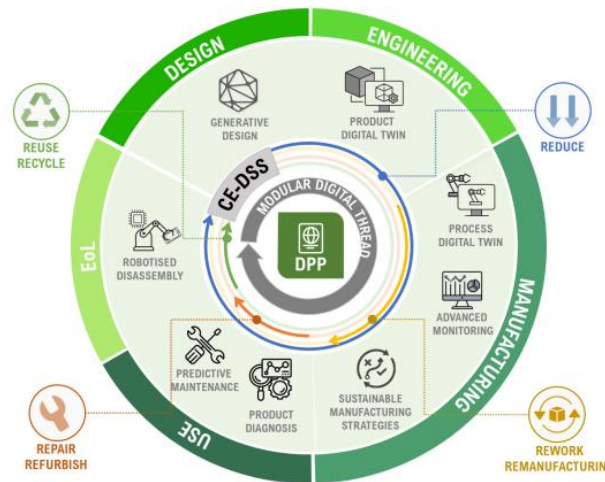 DESIGN
ENGINEERING
REUSE
RECYCLE
GENERATIVE
DESIGN
PRODUCT
DIGITAL TWIN
REDUCE
CE-DSS
MODULAR DIGITAL THREAD
DPP
PROCESS
DIGITAL TWIN
EoL
ROBOTISED
DISASSEMBLY
ADVANCED
MONITORING
MANUFACTURING
PREDICTIVE
MAINTENANCE
PRODUCT
DIAGNOSIS
SUSTAINABLE
MANUFACTURING
STRATEGIES
USE
REPAIR
REFURBISH
REWORK
REMANUFACTURING